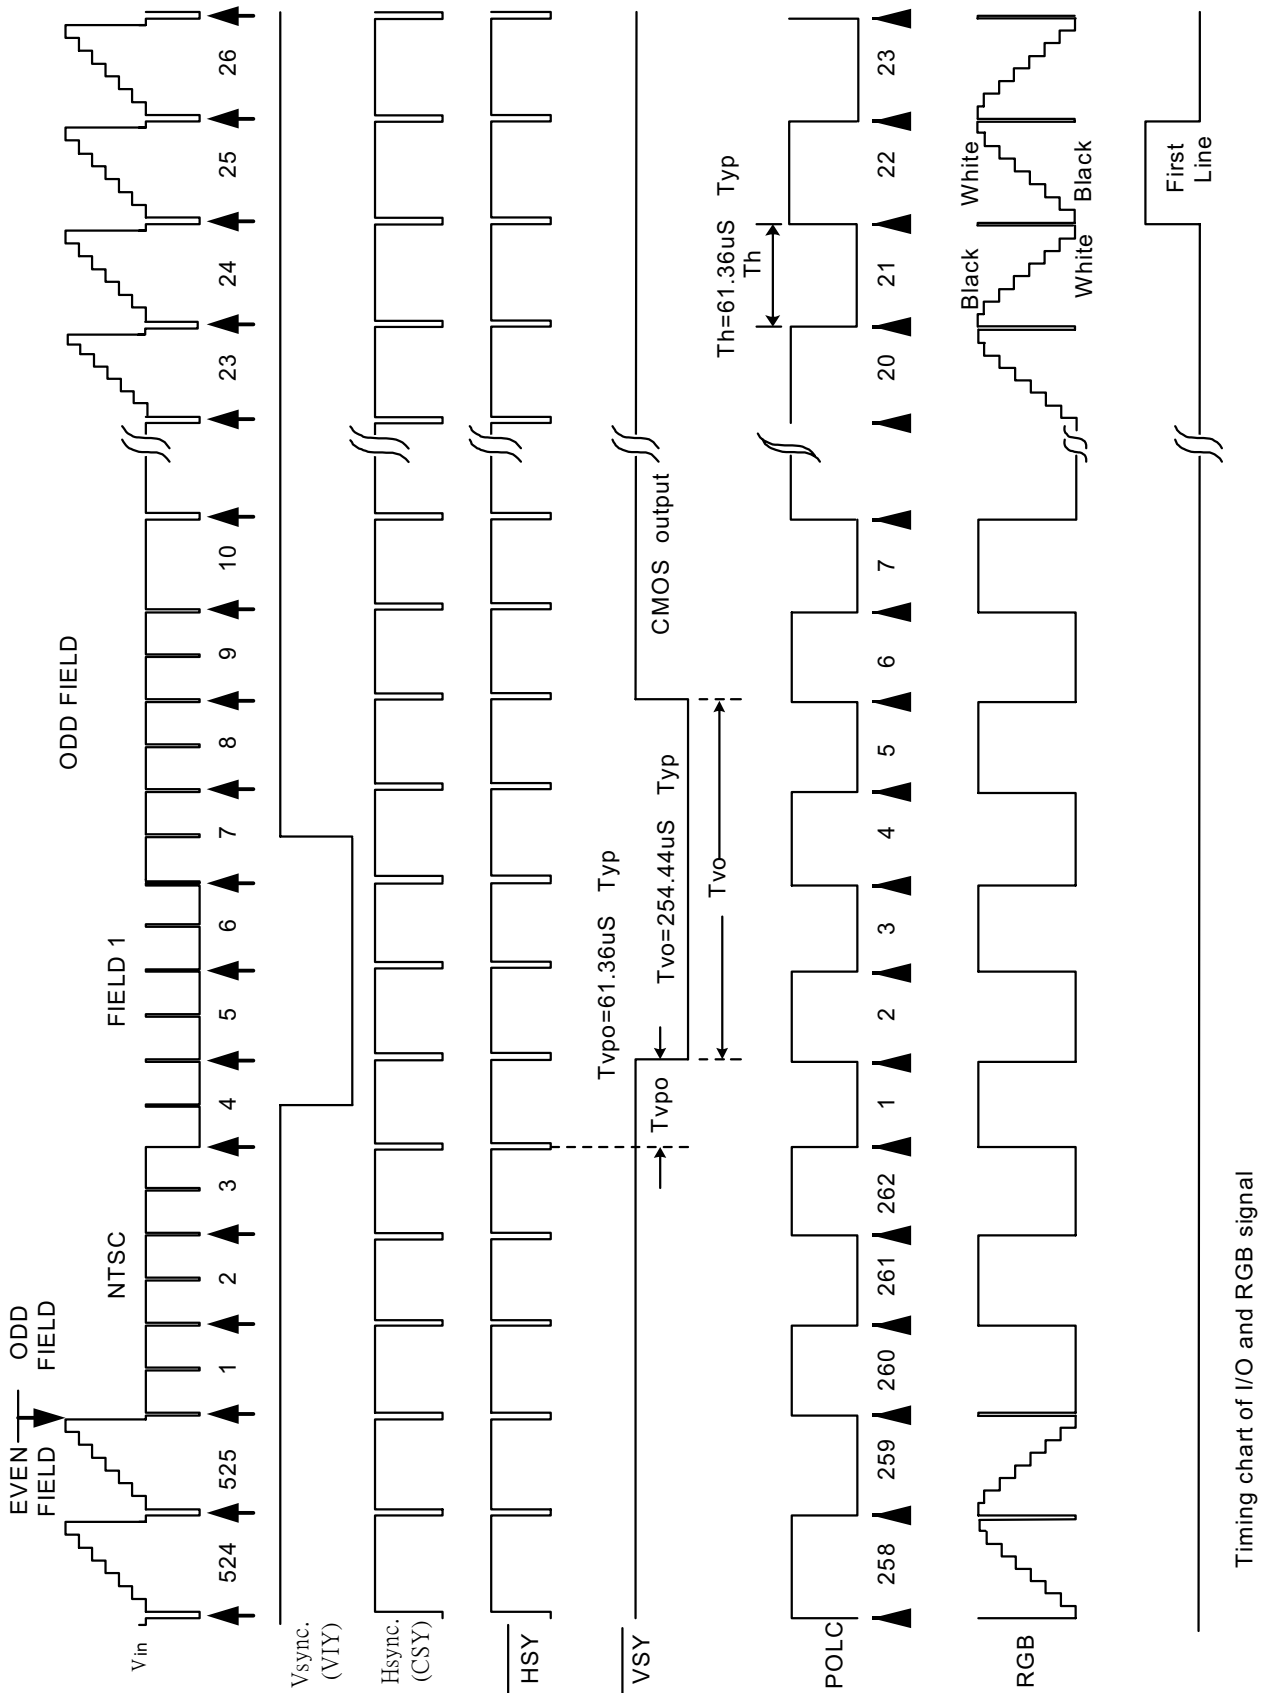 EVEN
FIELD
ODD
FIELD
NTSC
FIELD 1
ODD FIELD
Vin
524
525
1
2
3
4
5
6
7
8
9
10
23
24
25
26
Vsync.
(VIY)
Hsync.
(CSY)
HSY
VSY
Tvpo=61.36uS Typ
Tvpo
Tvo=254.44uS Typ
Tvo
CMOS output
Th=61.36uS Typ
Th
POLC
258
259
260
261
262
1
2
3
4
5
6
7
20
21
22
23
RGB
Black
White
White
Black
First
Line
Timing chart of I/O and RGB signal